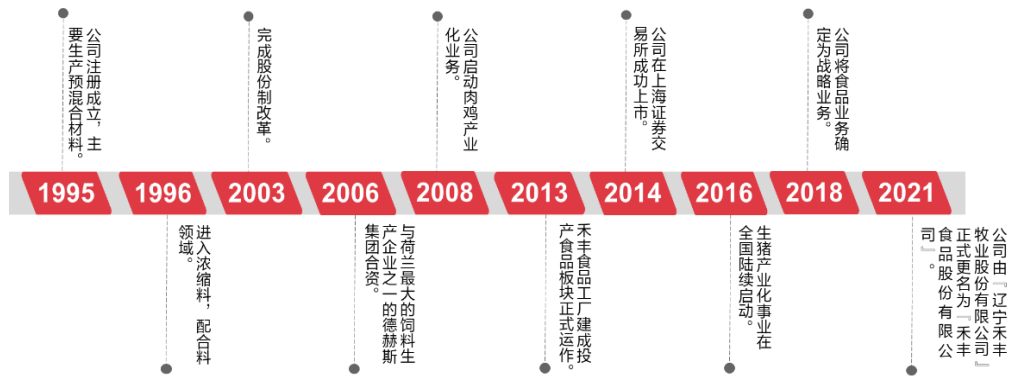 公司注册成立，主
要生产预混合材料。
完成股份制改革。
公司启动肉鸡产业
化业务。
公司在上海证券交
易所成功上市。
公司将食品业务确
定为战略业务。
1995
1996
2003
2006
2008
2013
2014
2016
2018
2021
进入浓缩料，配合料
领域。
与荷兰最大的饲料生
产企业之一的德赫斯
集团合资。
禾丰食品工厂建成投
产食品板块正式运作。
生猪产业化事业在
全国陆续启动。
公司由『辽宁禾丰
牧业股份有限公司』
正式更名为『禾丰
食品股份有限公
司』。